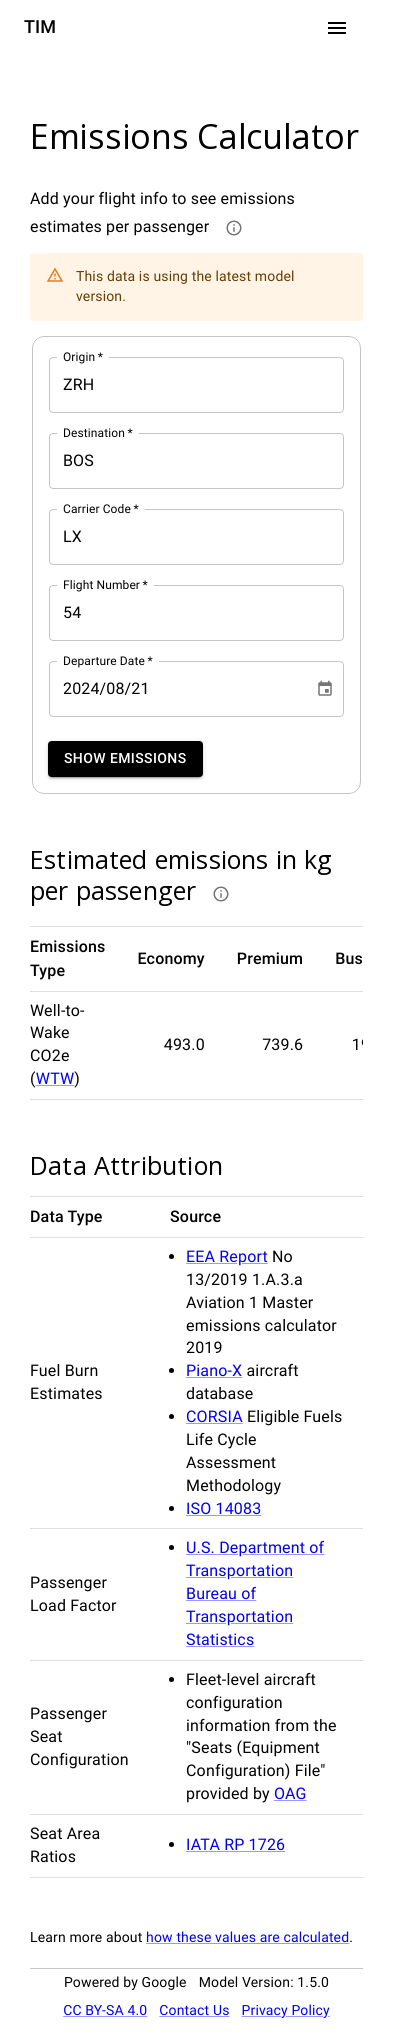 TIM
Emissions Calculator
Add your flight info to see emissions
estimates per passenger
This data is using the latest model
version.
Origin *
ZRH
Destination *
BOS
Carrier Code *
LX
Flight Number *
54
Departure Date *
2024/08/21
SHOW EMISSIONS
Estimated emissions in kg
per passenger
Emissions
Type
Economy
Premium
Well-to-
Wake
CO2e
(WTW)
493.0
739.6
Data Attribution
Data Type
Source
Fuel Burn
Estimates
EEA Report No
13/2019 1.A.3.a
Aviation 1 Master
emissions calculator
2019
Piano-X aircraft
database
CORSIA Eligible Fuels
Life Cycle
Assessment
Methodology
ISO 14083
Passenger
Load Factor
U.S. Department of
Transportation
Bureau of
Transportation
Statistics
Passenger
Seat
Configuration
Fleet-level aircraft
configuration
information from the
"Seats (Equipment
Configuration) File"
provided by OAG
Seat Area
Ratios
IATA RP 1726
Learn more about how these values are calculated.
Powered by Google Model Version: 1.5.0
CC BY-SA 4.0 Contact Us Privacy Policy